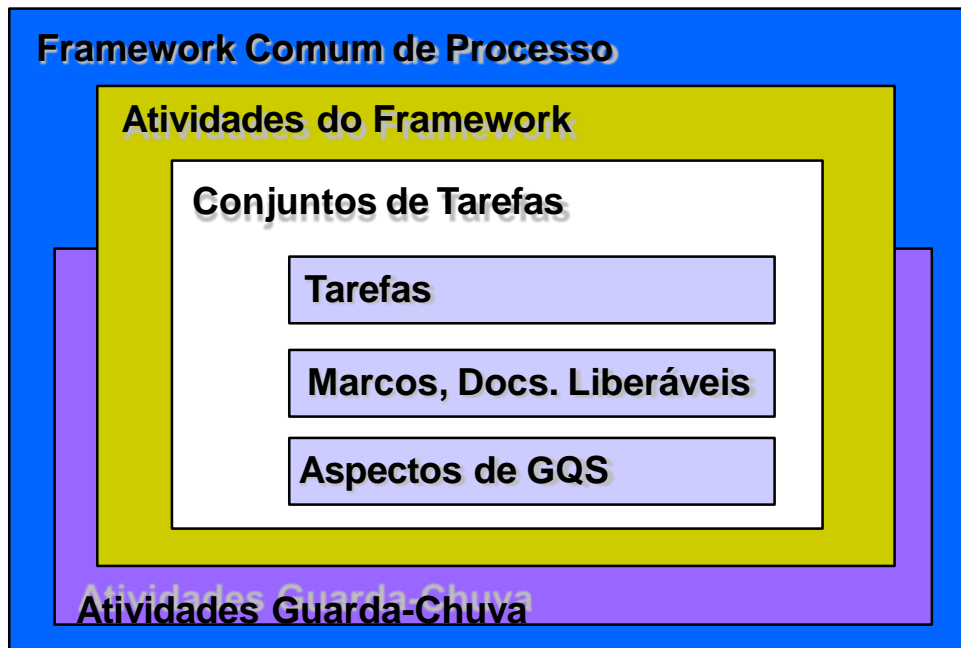 Framework Comum de Processo
Atividades do Framework
Conjuntos de Tarefas
Tarefas
Marcos, Docs. Liberáveis
Aspectos de GQS
Atividades Guarda-Chuva